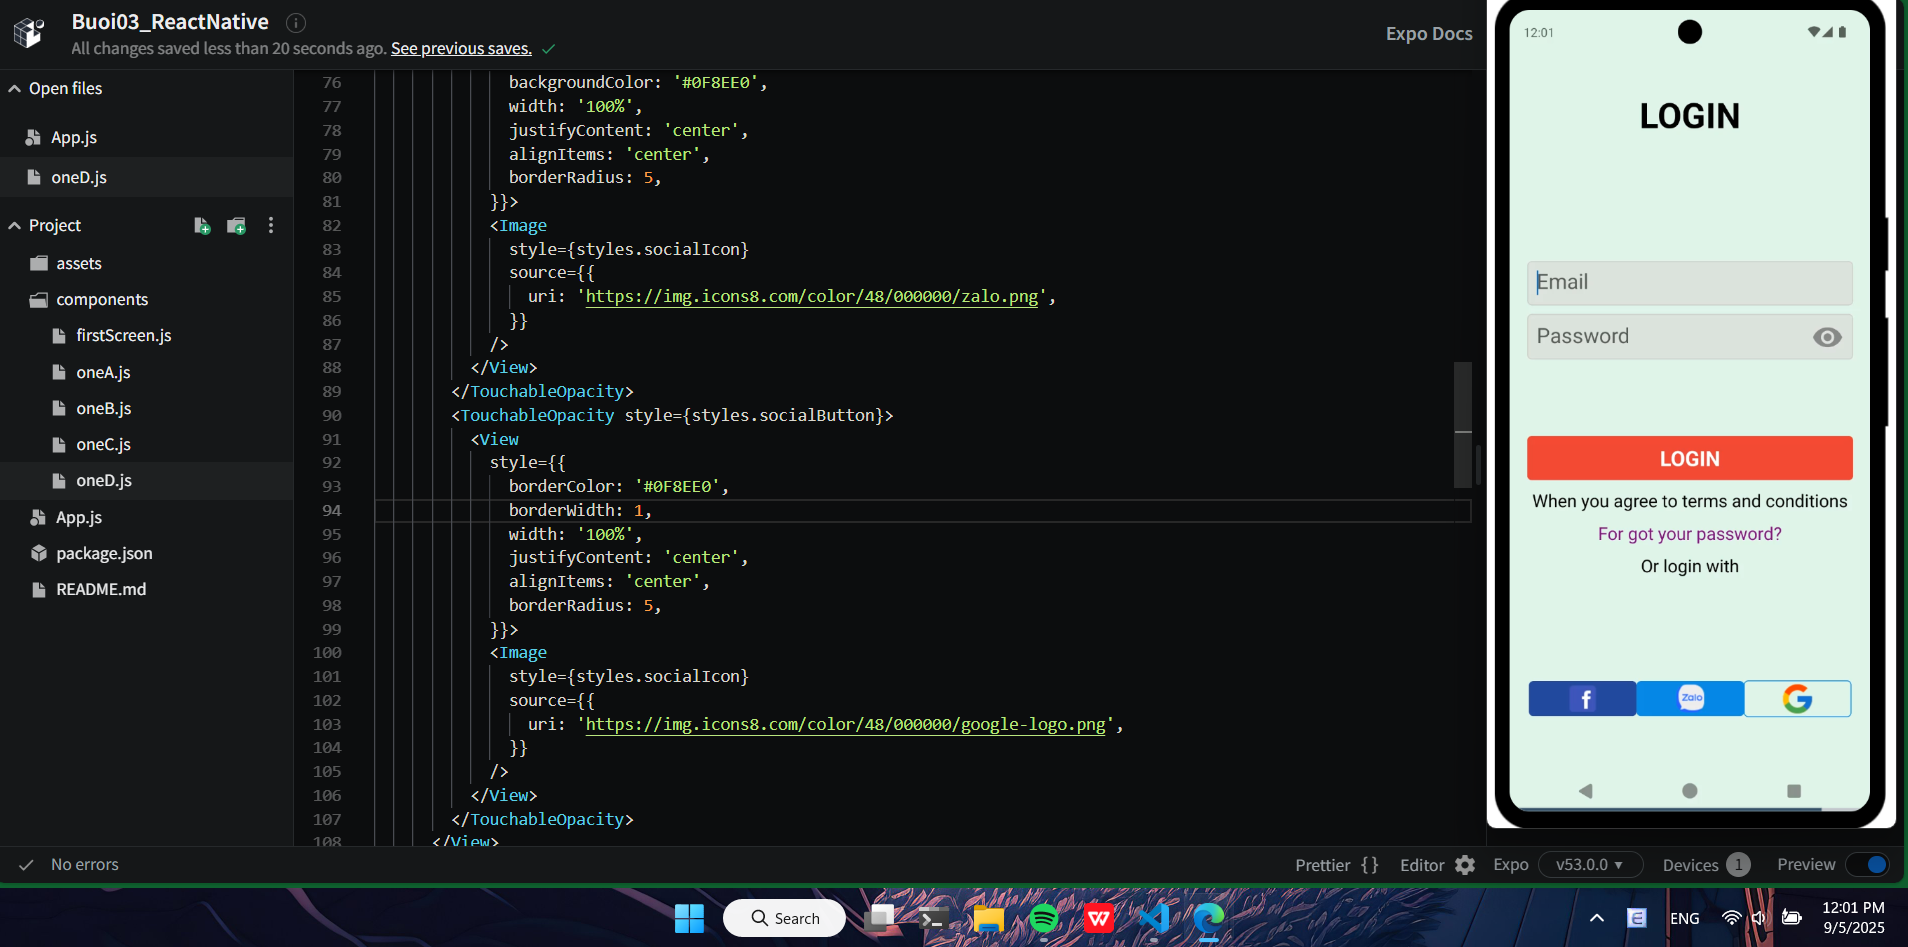 Buoi03_ReactNative
All changes saved less than 20 seconds ago. See previous saves.
Expo Docs
Open files
App.js
oneD.js
Project
assets
components
firstScreen.js
oneA.js
oneB.js
oneC.js
oneD.js
App.js
package.json
README.md
76 backgroundColor: '#0F8EE0',
77 width: '100%',
78 justifyContent: 'center',
79 alignItems: 'center',
80 borderRadius: 5,
81 }}>
82 <Image
83 style={styles.socialIcon}
84 source={{
85 uri: 'https://img.icons8.com/color/48/000000/zalo.png',
86 }}
87 />
88 </View>
89 </TouchableOpacity>
90 <TouchableOpacity style={styles.socialButton}>
91 <View
92 style={{
93 borderColor: '#0F8EE0',
94 borderWidth: 1,
95 width: '100%',
96 justifyContent: 'center',
97 alignItems: 'center',
98 borderRadius: 5,
99 }}>
100 <Image
101 style={styles.socialIcon}
102 source={{
103 uri: 'https://img.icons8.com/color/48/000000/google-logo.png',
104 }}
105 />
106 </View>
107 </TouchableOpacity>
108 </View>
12:01
LOGIN
Email
Password
LOGIN
When you agree to terms and conditions
For got your password?
Or login with
f
Zalo
G
No errors
Prettier {}
Editor
Expo
v53.0.0
Devices 1
Preview
Search
W
E
ENG
12:01 PM
9/5/2025